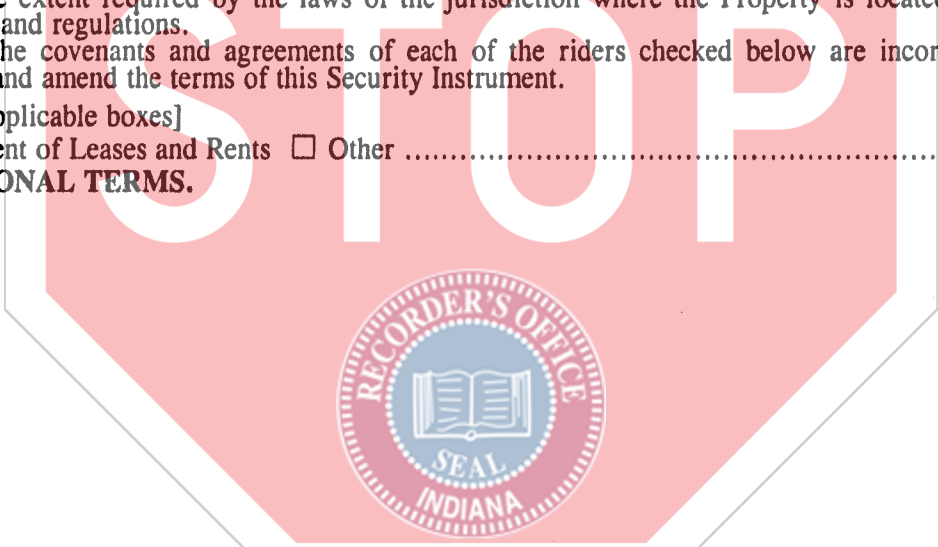 extent required by the laws of the jurisdiction where the Property is located
and regulations.
he covenants and agreements of each of the riders checked below are incor
nd amend the terms of this Security Instrument.
pplicable boxes]
nt of Leases and Rents ☐ Other ................................................................
ONAL TERMS.
STOP
RECORDER'S OFFICE
SEAL
INDIANA